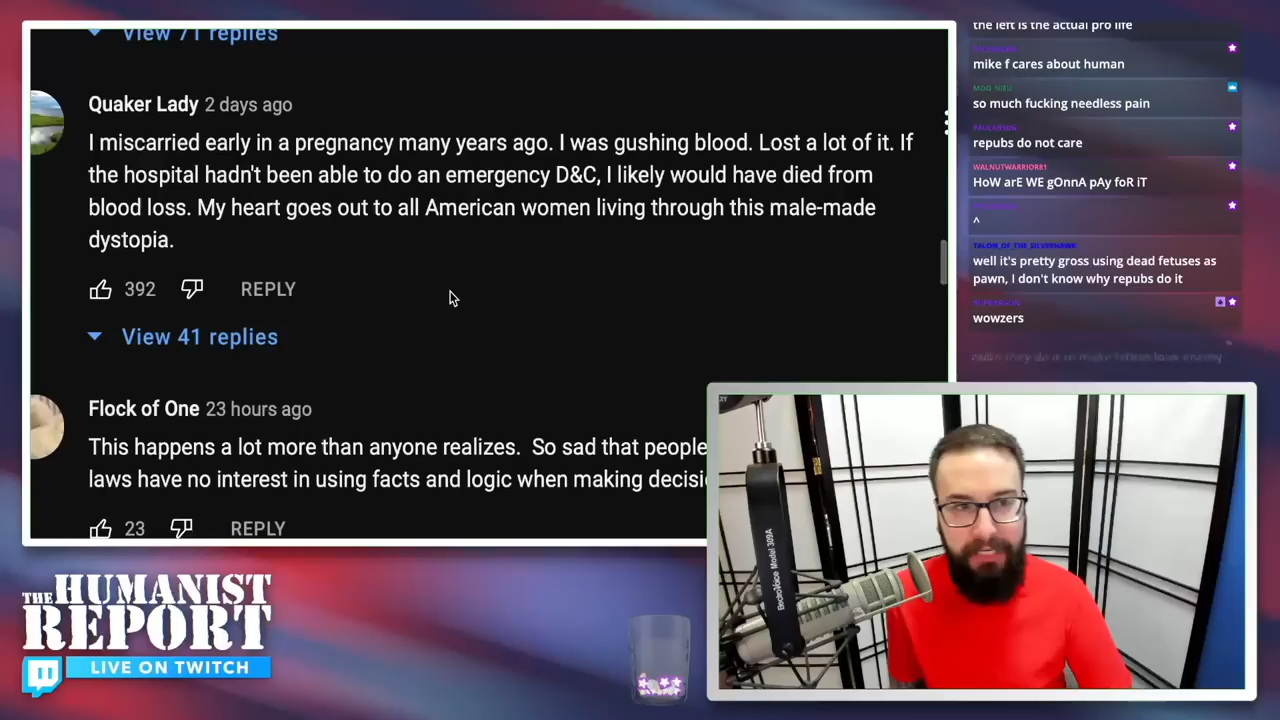 View 71 replies
Quaker Lady 2 days ago
I miscarried early in a pregnancy many years ago. I was gushing blood. Lost a lot of it. If
the hospital hadn't been able to do an emergency D&C, I likely would have died from
blood loss. My heart goes out to all American women living through this male-made
dystopia.
392 REPLY
View 41 replies
Flock of One 23 hours ago
This happens a lot more than anyone realizes. So sad that people
laws have no interest in using facts and logic when making
23 REPLY
the left is the actual pro life
mike f cares about human
so much fucking needless pain
repubs do not care
WALNUTWARRIOR81
HoW arE WE gOnnA pAy foR iT
^
TALON_OF_THE_SILVERHAWK
well it's pretty gross using dead fetuses as
pawn, I don't know why repubs do it
wowzers
ElectroVoice Model 309A
THE HUMANIST
REPORT
LIVE ON TWITCH